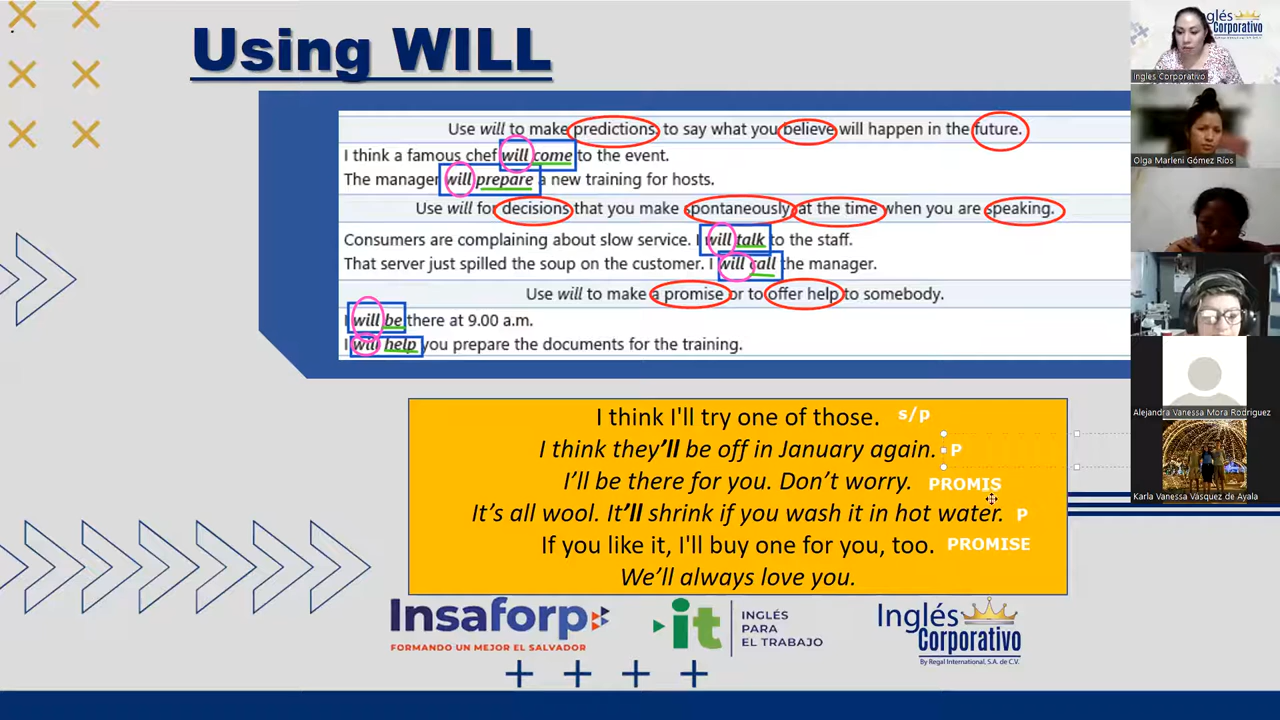 Using WILL
Use will to make predictions, to say what you believe will happen in the future.
I think a famous chef will come to the event.
The manager will prepare a new training for hosts.
Use will for decisions that you make spontaneously at the time when you are speaking.
Consumers are complaining about slow service. I will talk to the staff.
That server just spilled the soup on the customer. I will call the manager.
Use will to make a promise or to offer help to somebody.
I will be there at 9.00 a.m.
I will help you prepare the documents for the training.
I think I'll try one of those. s/p
I think they'll be off in January again. P
I'll be there for you. Don't worry. PROMIS
It's all wool. It'll shrink if you wash it in hot water. P
If you like it, I'll buy one for you, too. PROMISE
We'll always love you.
Insaforp
FORMANDO UN MEJOR EL SALVADOR
it
INGLÉS
PARA
EL TRABAJO
Inglés
Corporativo
By Regal International, S.A. de C.V.
Inglés
Corporativo
Ingles Corporativo
Olga Marleni Gómez Ríos
Alejandra Vanessa Mora Rodriguez
Karla Vanessa Vásquez de Ayala